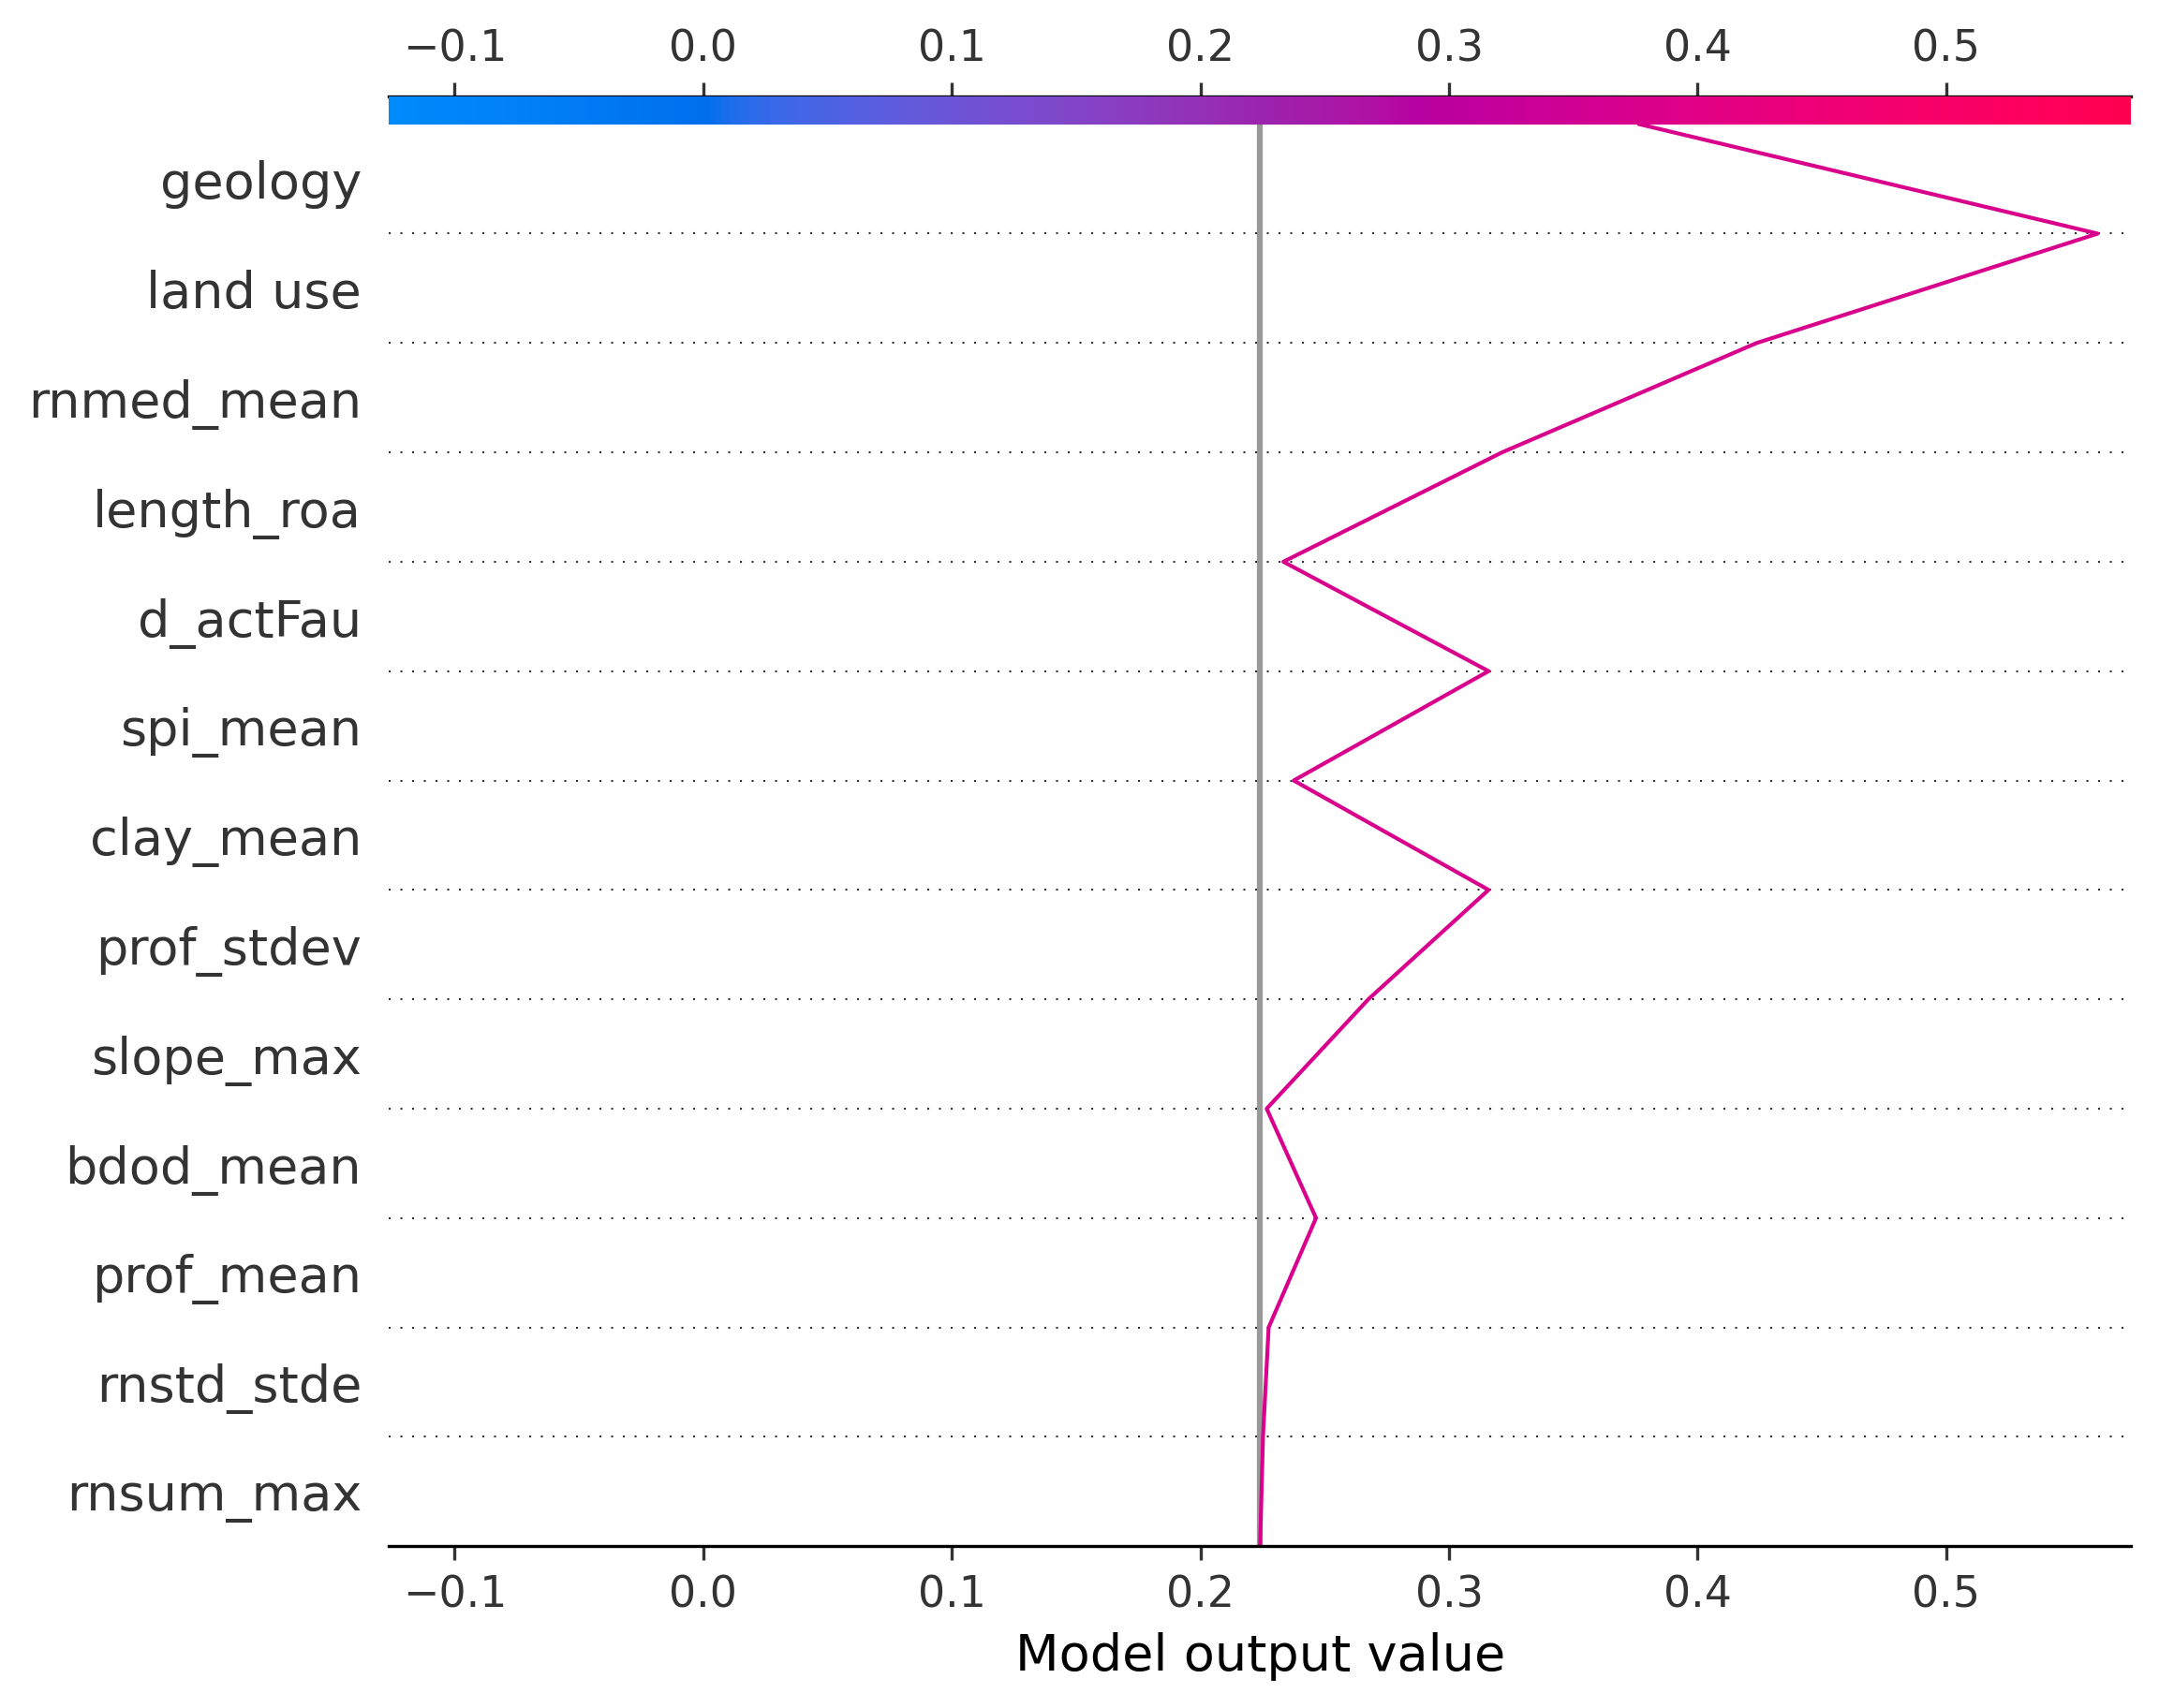 −0.1 0.0 0.1 0.2 0.3 0.4 0.5
geology
land use
rnmed_mean
length_roa
d_actFau
spi_mean
clay_mean
prof_stdev
slope_max
bdod_mean
prof_mean
rnstd_stde
rnsum_max
−0.1 0.0 0.1 0.2 0.3 0.4 0.5
Model output value